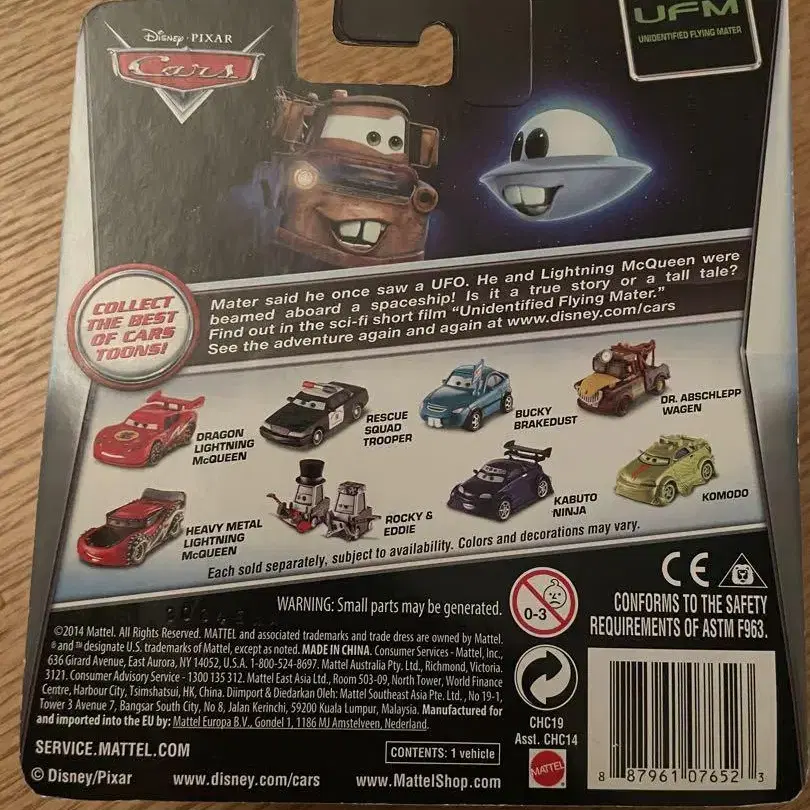 Disney · PIXAR
Cars
UFM
UNIDENTIFIED FLYING MATER
COLLECT
THE BEST
OF CARS
TOONS!
Mater said he once saw a UFO. He and Lightning McQueen were
beamed aboard a spaceship! Is it a true story or a tall tale?
Find out in the sci-fi short film "Unidentified Flying Mater."
See the adventure again and again at www.disney.com/cars
DRAGON
LIGHTNING
McQUEEN
RESCUE
SQUAD
TROOPER
BUCKY
BRAKEDUST
DR. ABSCHLEPP
WAGEN
HEAVY METAL
LIGHTNING
McQUEEN
ROCKY &
EDDIE
KABUTO
NINJA
KOMODO
Each sold separately, subject to availability. Colors and decorations may vary.
WARNING: Small parts may be generated.
0-3
CE
CONFORMS TO THE SAFETY
REQUIREMENTS OF ASTM F963.
©2014 Mattel. All Rights Reserved. MATTEL and associated trademarks and trade dress are owned by Mattel.
® and ™ designate U.S. trademarks of Mattel, except as noted. MADE IN CHINA. Consumer Services - Mattel, Inc.,
636 Girard Avenue, East Aurora, NY 14052, U.S.A. 1-800-524-8697. Mattel Australia Pty. Ltd., Richmond, Victoria.
3121. Consumer Advisory Service - 1300 135 312. Mattel East Asia Ltd., Room 503-09, North Tower, World Finance
Centre, Harbour City, Tsimshatsui, HK, China. Diimport & Diedarkan Oleh: Mattel Southeast Asia Pte. Ltd., No 19-1,
Tower 3 Avenue 7, Bangsar South City, No 8, Jalan Kerinchi, 59200 Kuala Lumpur, Malaysia. Manufactured for
and imported into the EU by: Mattel Europa B.V., Gondel 1, 1186 MJ Amstelveen, Nederland.
CHC19
Asst. CHC14
MATTEL
SERVICE.MATTEL.COM
CONTENTS: 1 vehicle
© Disney/Pixar
www.disney.com/cars
www.MattelShop.com
8 87961 07652 3